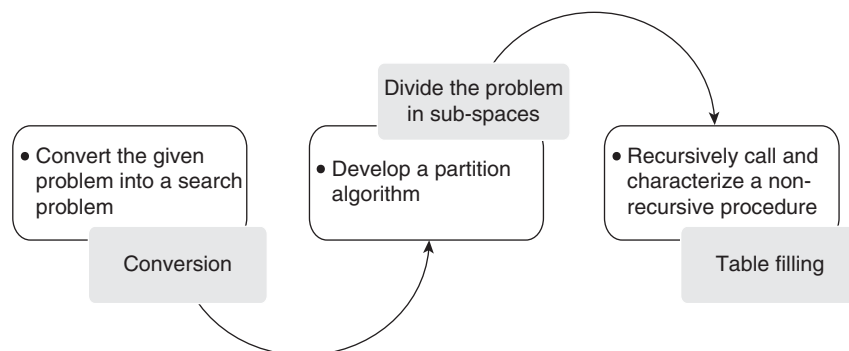 • Convert the given
problem into a search
problem
Conversion
Divide the problem
in sub-spaces
• Develop a partition
algorithm
• Recursively call and
characterize a non-
recursive procedure
Table filling